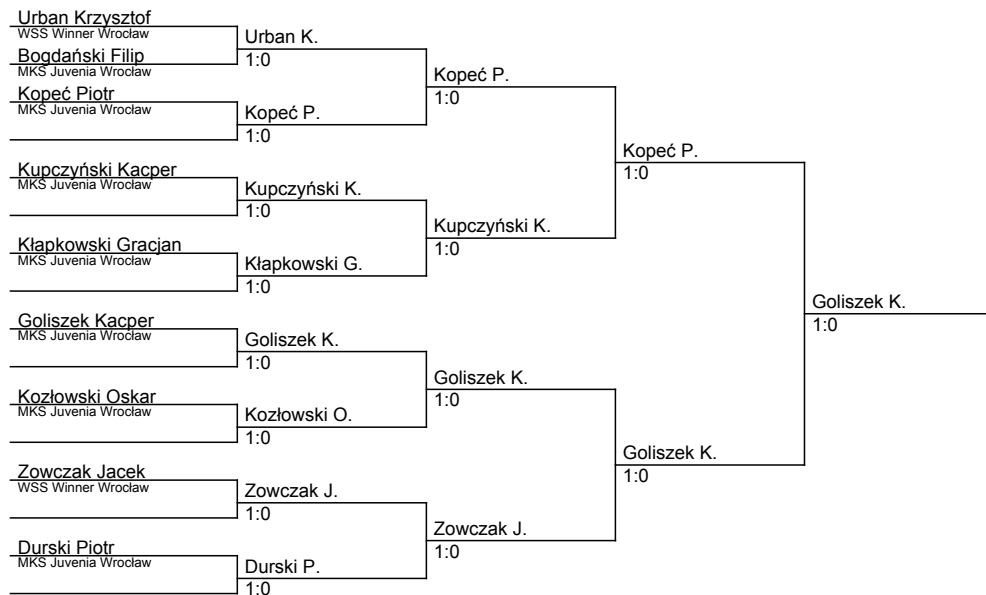 Urban Krzysztof
WSS Winner Wrocław
Bogdański Filip
MKS Juvenia Wrocław
Kopeć Piotr
MKS Juvenia Wrocław
Kupczyński Kacper
MKS Juvenia Wrocław
Kłapkowski Gracjan
MKS Juvenia Wrocław
Goliszek Kacper
MKS Juvenia Wrocław
Kozłowski Oskar
MKS Juvenia Wrocław
Zowczak Jacek
WSS Winner Wrocław
Durski Piotr
MKS Juvenia Wrocław
Urban K.
1:0
Kopeć P.
1:0
Kupczyński K.
1:0
Kłapkowski G.
1:0
Goliszek K.
1:0
Kozłowski O.
1:0
Zowczak J.
1:0
Durski P.
1:0
Kopeć P.
1:0
Kupczyński K.
1:0
Goliszek K.
1:0
Zowczak J.
1:0
Kopeć P.
1:0
Goliszek K.
1:0
Goliszek K.
1:0